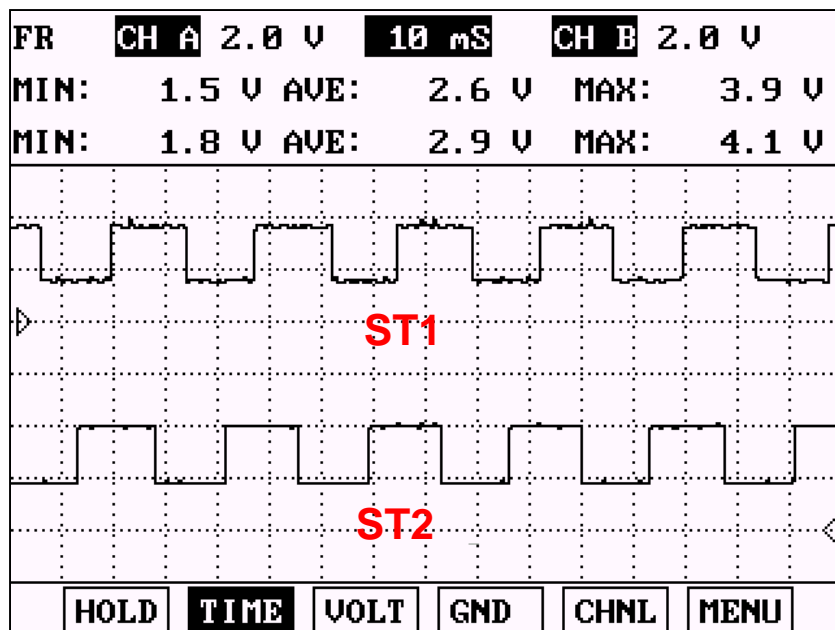 FR CH A 2.0 V 10 mS CH B 2.0 V
MIN: 1.5 V AVE: 2.6 V MAX: 3.9 V
MIN: 1.8 V AVE: 2.9 V MAX: 4.1 V
ST1
ST2
HOLD TIME VOLT GND CHNL MENU